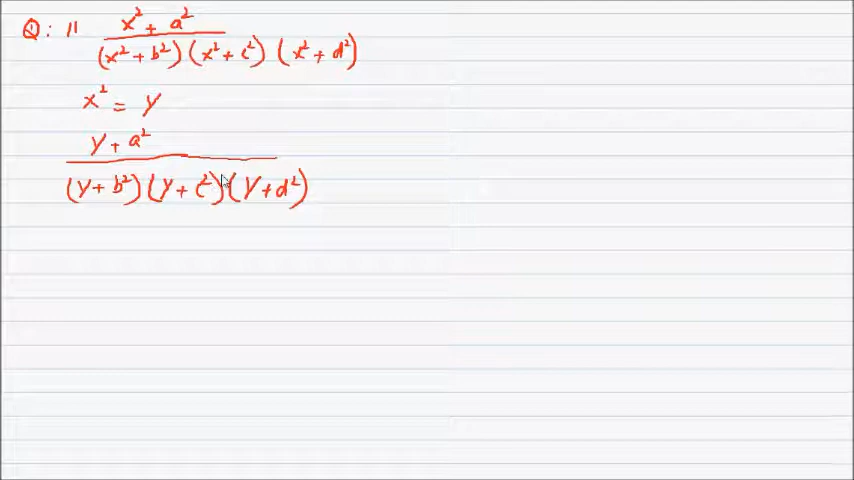 Q: 11 x² + a²
(x² + b²) (x² + c²) (x² + d²)
x² = y
y + a²
(y + b²) (y + c²) (y + d²)